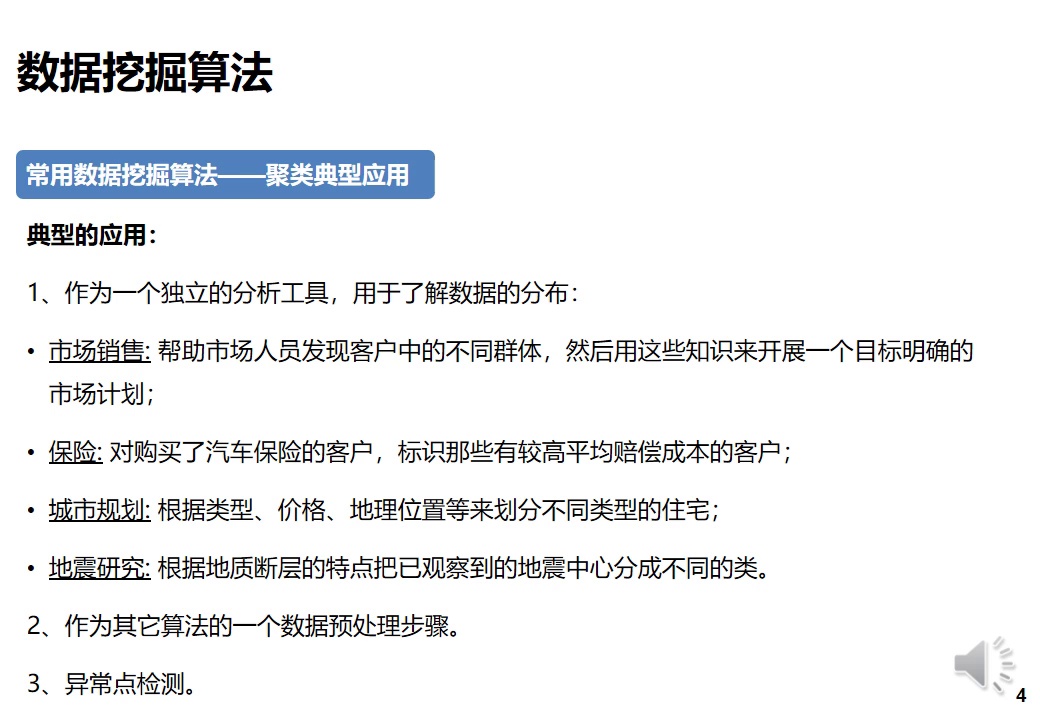 数据挖掘算法
常用数据挖掘算法——聚类典型应用
典型的应用：
1、作为一个独立的分析工具，用于了解数据的分布：
• 市场销售: 帮助市场人员发现客户中的不同群体，然后用这些知识来开展一个目标明确的
市场计划；
• 保险: 对购买了汽车保险的客户，标识那些有较高平均赔偿成本的客户；
• 城市规划: 根据类型、价格、地理位置等来划分不同类型的住宅；
• 地震研究: 根据地质断层的特点把已观察到的地震中心分成不同的类。
2、作为其它算法的一个数据预处理步骤。
3、异常点检测。
4